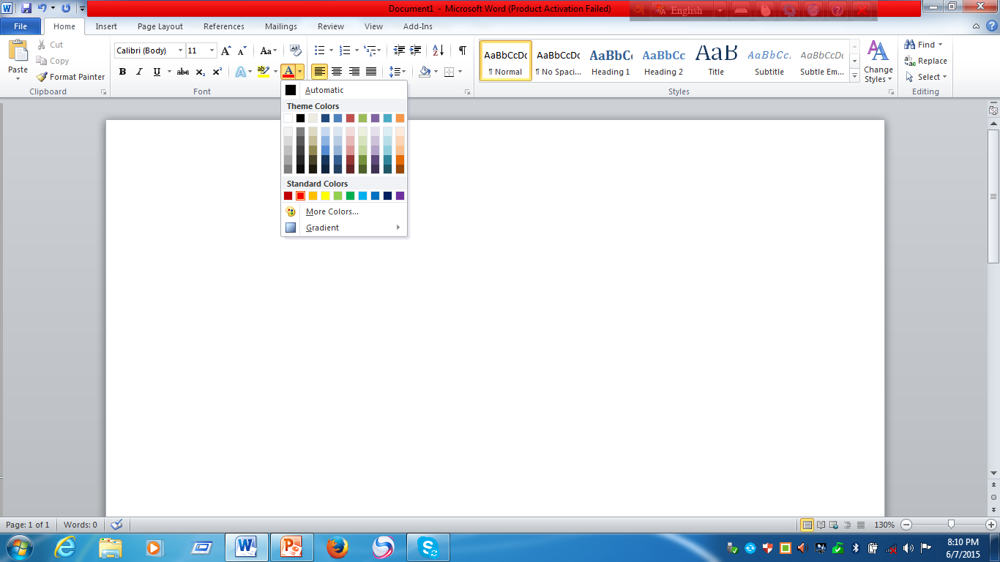 Document1 - Microsoft Word (Product Activation Failed)
English
File Home Insert Page Layout References Mailings Review View Add-Ins
Paste
Cut
Copy
Format Painter
Clipboard
Calibri (Body) 11
Aa
B I U abc x₂ x²
A ab A
Font
A Z ¶
AaBbCcDc AaBbCcDc AaBbCc AaBbCc AaB AaBbCc. AaBbCcDc
¶ Normal ¶ No Spaci... Heading 1 Heading 2 Title Subtitle Subtle Em...
Change
Styles
Styles
Find
Replace
Select
Editing
Automatic
Theme Colors
Standard Colors
More Colors...
Gradient
Page: 1 of 1 Words: 0
130%
8:10 PM
6/7/2015